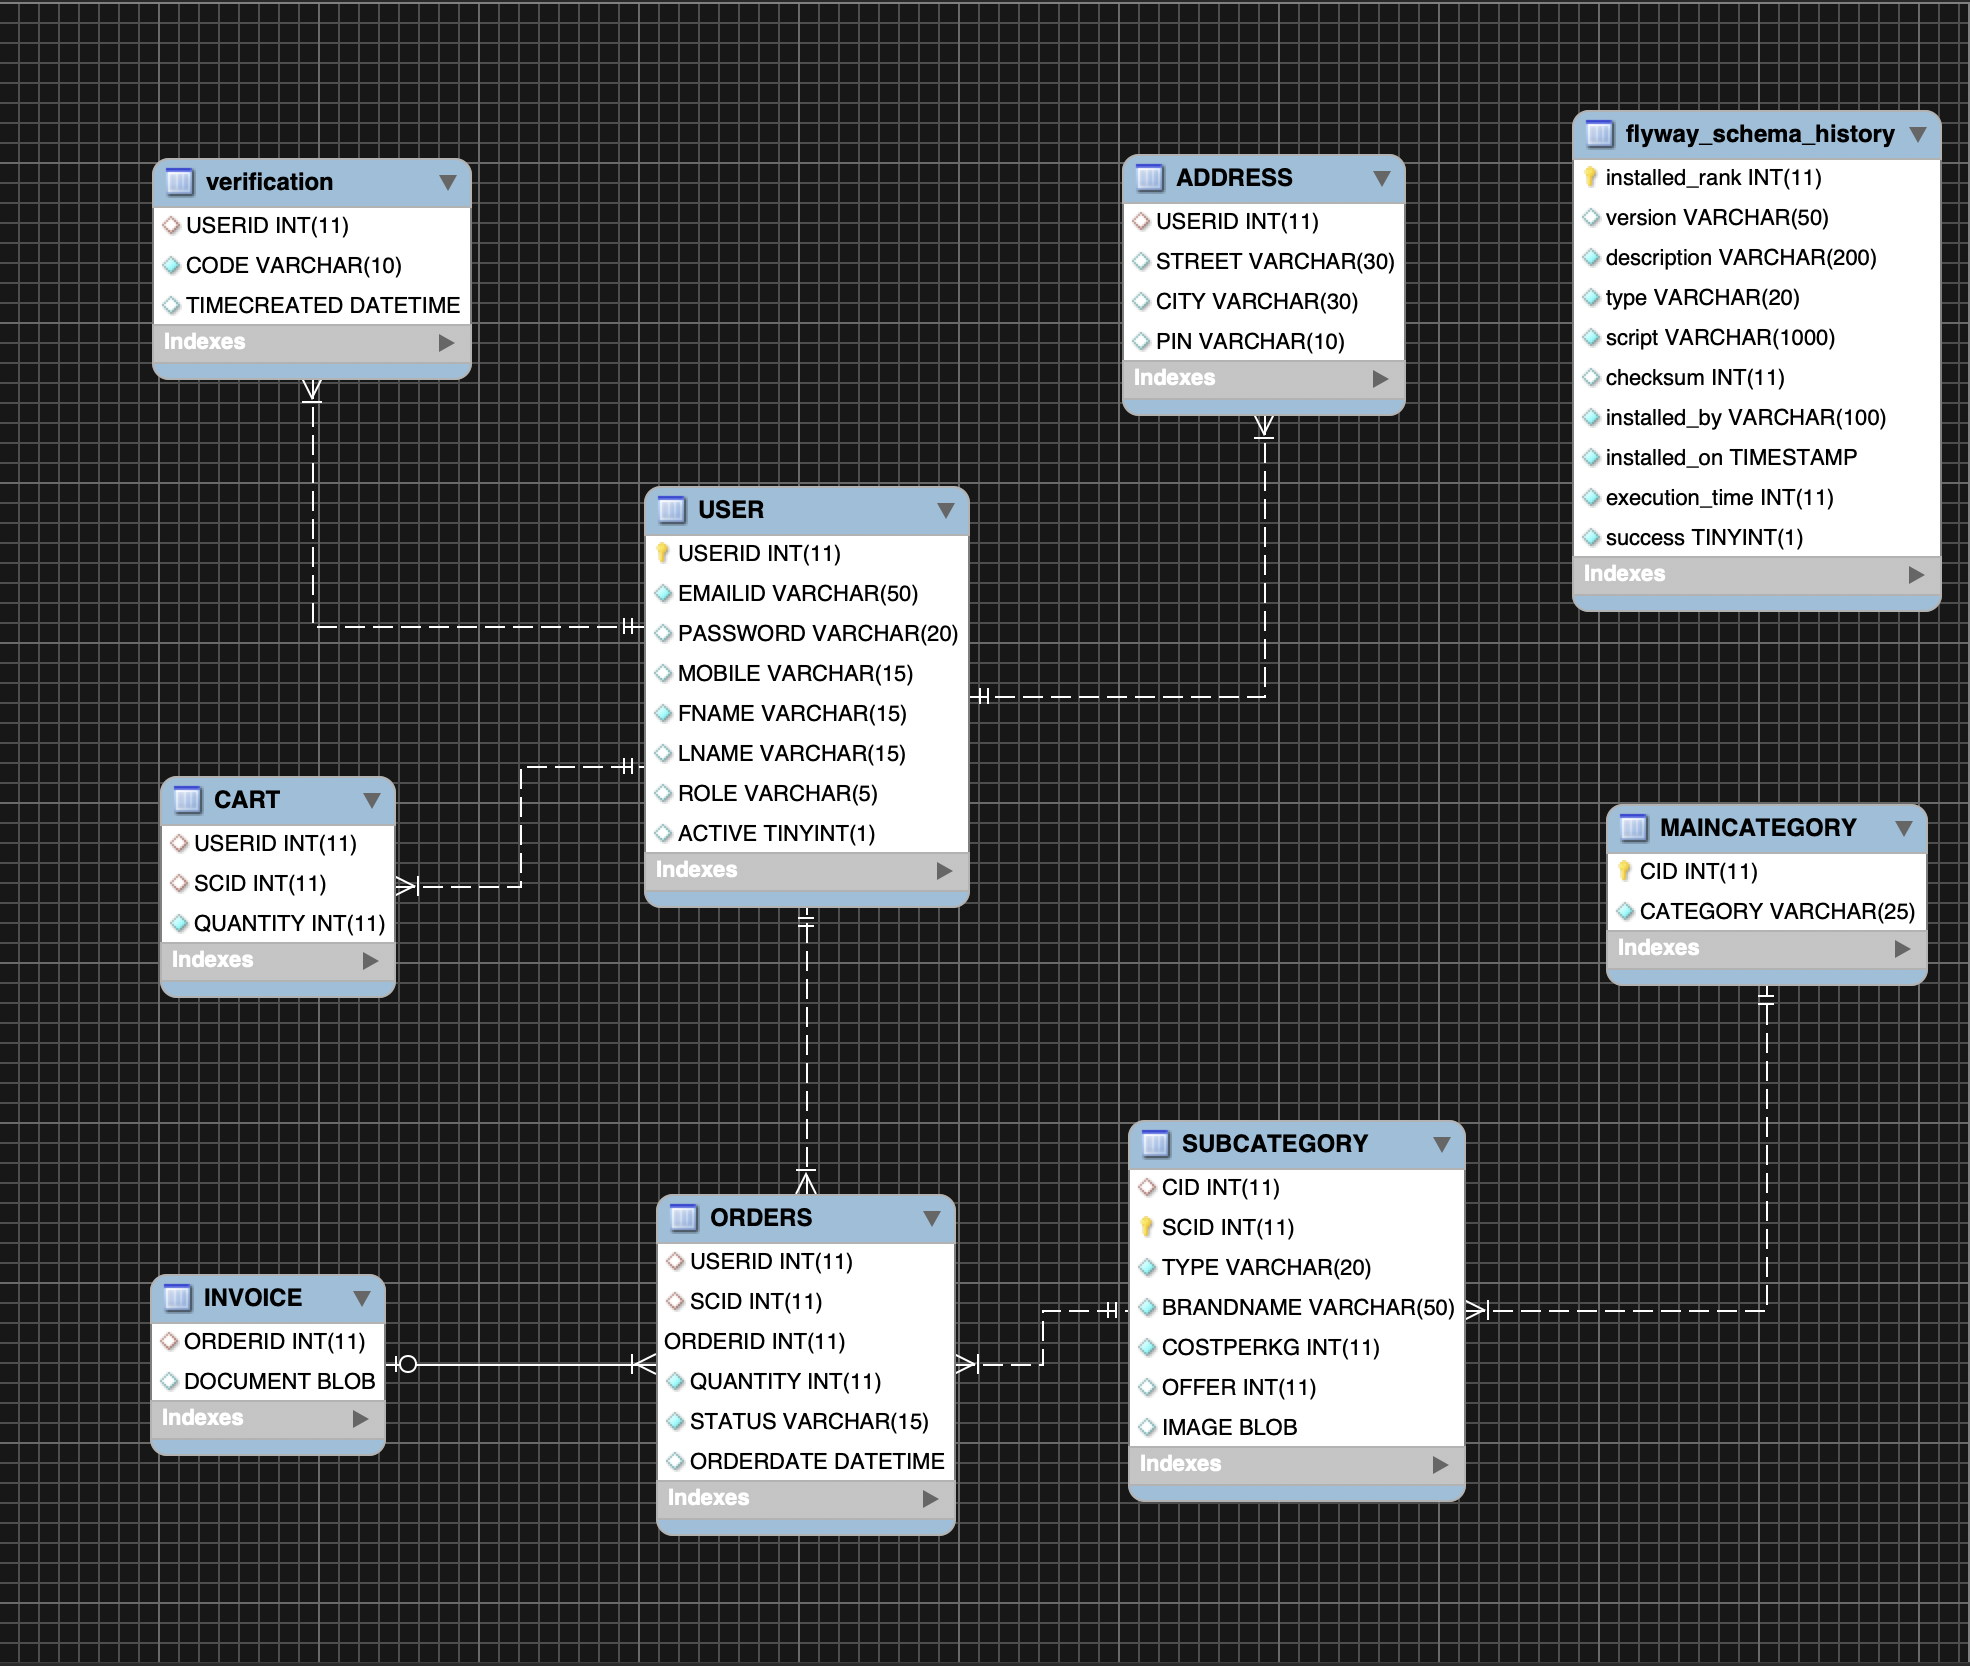 verification
USERID INT(11)
CODE VARCHAR(10)
TIMECREATED DATETIME
Indexes
ADDRESS
USERID INT(11)
STREET VARCHAR(30)
CITY VARCHAR(30)
PIN VARCHAR(10)
Indexes
flyway_schema_history
installed_rank INT(11)
version VARCHAR(50)
description VARCHAR(200)
type VARCHAR(20)
script VARCHAR(1000)
checksum INT(11)
installed_by VARCHAR(100)
installed_on TIMESTAMP
execution_time INT(11)
success TINYINT(1)
Indexes
USER
USERID INT(11)
EMAILID VARCHAR(50)
PASSWORD VARCHAR(20)
MOBILE VARCHAR(15)
FNAME VARCHAR(15)
LNAME VARCHAR(15)
ROLE VARCHAR(5)
ACTIVE TINYINT(1)
Indexes
CART
USERID INT(11)
SCID INT(11)
QUANTITY INT(11)
Indexes
MAINCATEGORY
CID INT(11)
CATEGORY VARCHAR(25)
Indexes
SUBCATEGORY
CID INT(11)
SCID INT(11)
TYPE VARCHAR(20)
BRANDNAME VARCHAR(50)
COSTPERKG INT(11)
OFFER INT(11)
IMAGE BLOB
Indexes
ORDERS
USERID INT(11)
SCID INT(11)
ORDERID INT(11)
QUANTITY INT(11)
STATUS VARCHAR(15)
ORDERDATE DATETIME
Indexes
INVOICE
ORDERID INT(11)
DOCUMENT BLOB
Indexes